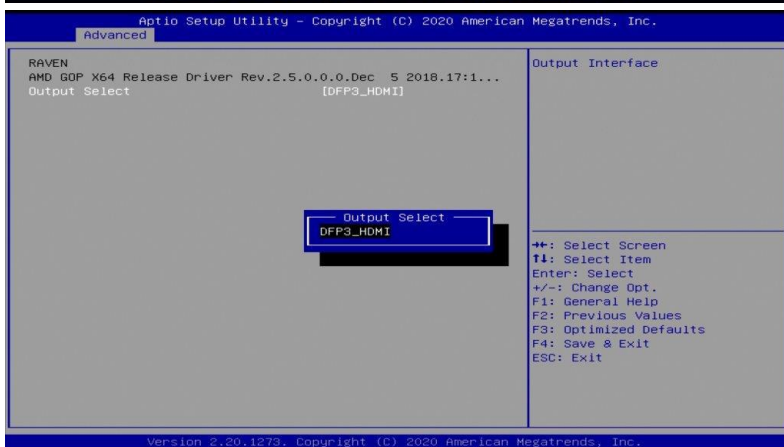 Aptio Setup Utility – Copyright (C) 2020 American Megatrends, Inc.
Advanced
RAVEN
AMD GOP X64 Release Driver Rev.2.5.0.0.0.Dec  5 2018.17:1...
Output Select [DFP3_HDMI]
Output Interface
Output Select
DFP3_HDMI
→←: Select Screen
↑↓: Select Item
Enter: Select
+/-: Change Opt.
F1: General Help
F2: Previous Values
F3: Optimized Defaults
F4: Save & Exit
ESC: Exit
Version 2.20.1273. Copyright (C) 2020 American Megatrends, Inc.